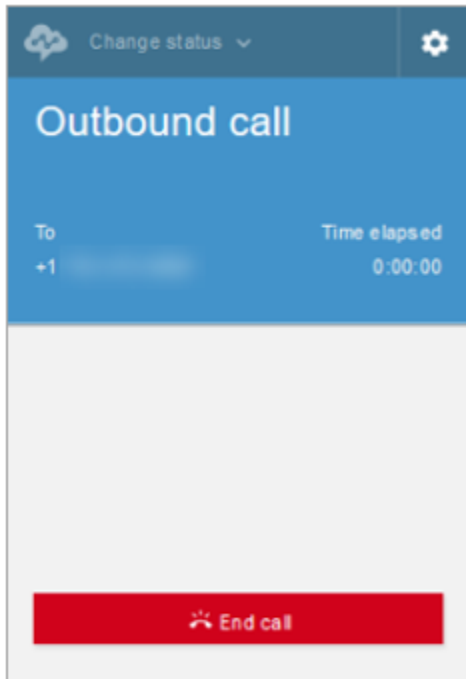 Change status
Outbound call
To
Time elapsed
+1
0:00:00
End call